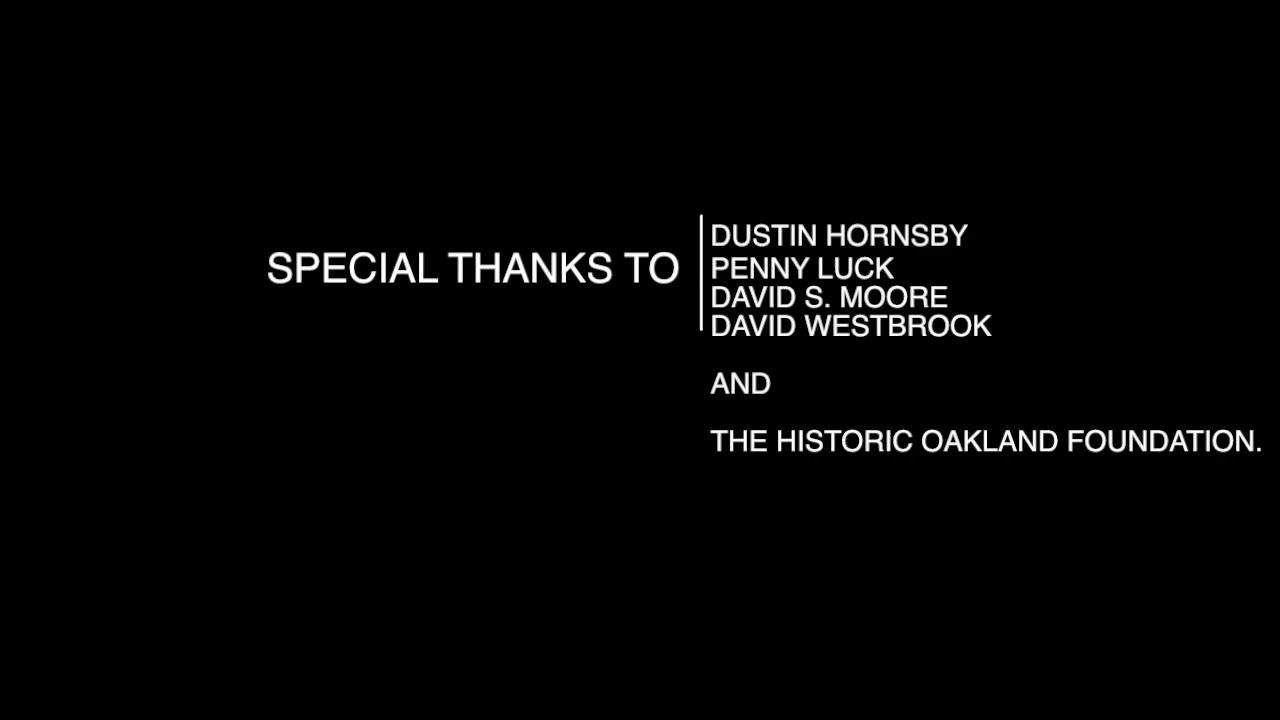 SPECIAL THANKS TO
DUSTIN HORNSBY
PENNY LUCK
DAVID S. MOORE
DAVID WESTBROOK
AND
THE HISTORIC OAKLAND FOUNDATION.